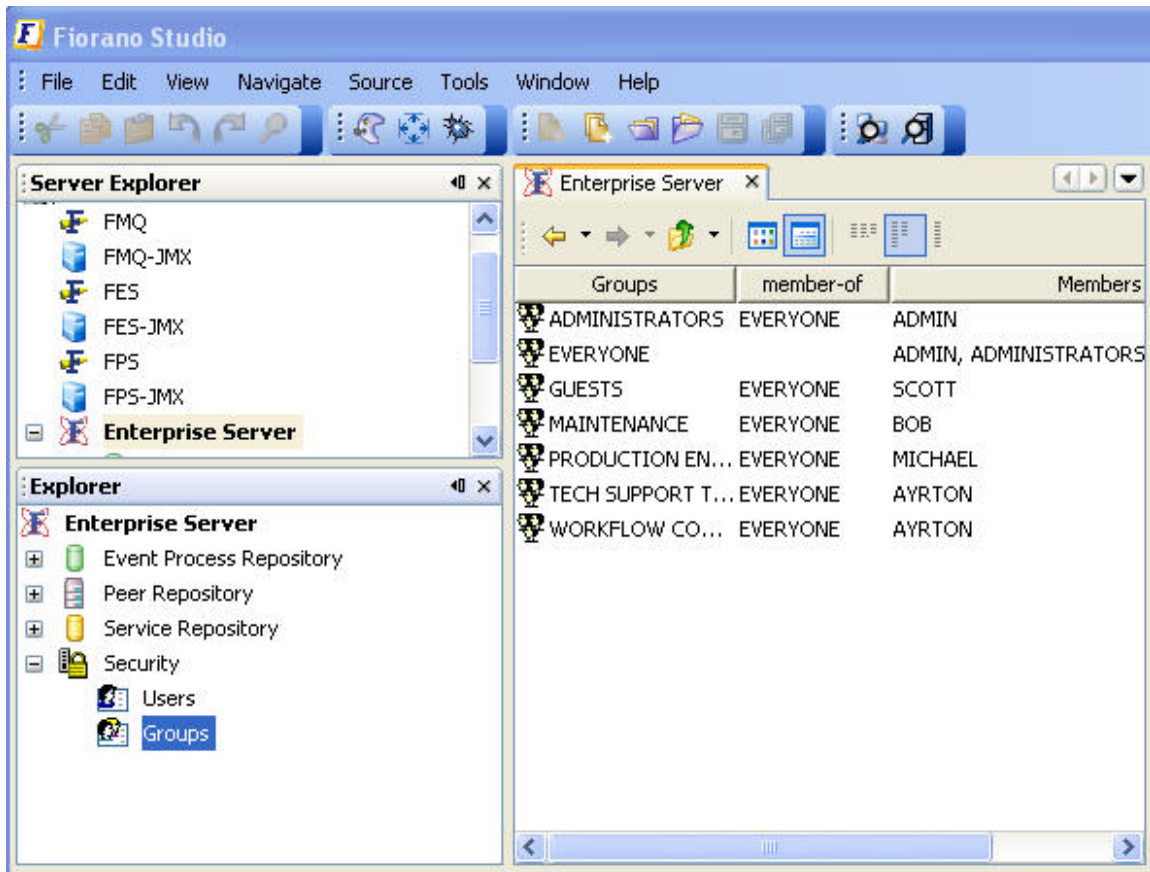 Fiorano Studio
File Edit View Navigate Source Tools Window Help
Server Explorer
FMQ
FMQ-JMX
FES
FES-JMX
FPS
FPS-JMX
Enterprise Server
Explorer
Enterprise Server
Event Process Repository
Peer Repository
Service Repository
Security
Users
Groups
Enterprise Server
Groups member-of Members
ADMINISTRATORS EVERYONE ADMIN
EVERYONE ADMIN, ADMINISTRATORS
GUESTS EVERYONE SCOTT
MAINTENANCE EVERYONE BOB
PRODUCTION EN... EVERYONE MICHAEL
TECH SUPPORT T... EVERYONE AYRTON
WORKFLOW CO... EVERYONE AYRTON